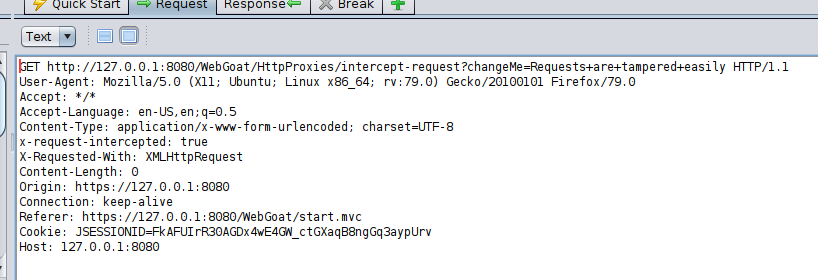 Quick Start Request Response Break
Text
GET http://127.0.0.1:8080/WebGoat/HttpProxies/intercept-request?changeMe=Requests+are+tampered+easily HTTP/1.1
User-Agent: Mozilla/5.0 (X11; Ubuntu; Linux x86_64; rv:79.0) Gecko/20100101 Firefox/79.0
Accept: */*
Accept-Language: en-US,en;q=0.5
Content-Type: application/x-www-form-urlencoded; charset=UTF-8
x-request-intercepted: true
X-Requested-With: XMLHttpRequest
Content-Length: 0
Origin: https://127.0.0.1:8080
Connection: keep-alive
Referer: https://127.0.0.1:8080/WebGoat/start.mvc
Cookie: JSESSIONID=FkAFUIrR30AGDx4wE4GW_ctGXaqB8ngGq3aypUrv
Host: 127.0.0.1:8080